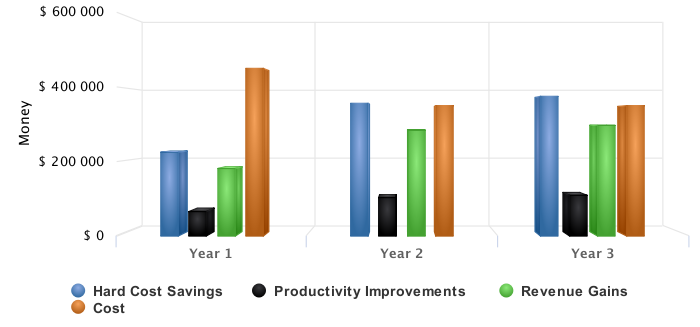 $ 600 000
$ 400 000
$ 200 000
$ 0
Money
Year 1
Year 2
Year 3
Hard Cost Savings
Productivity Improvements
Revenue Gains
Cost